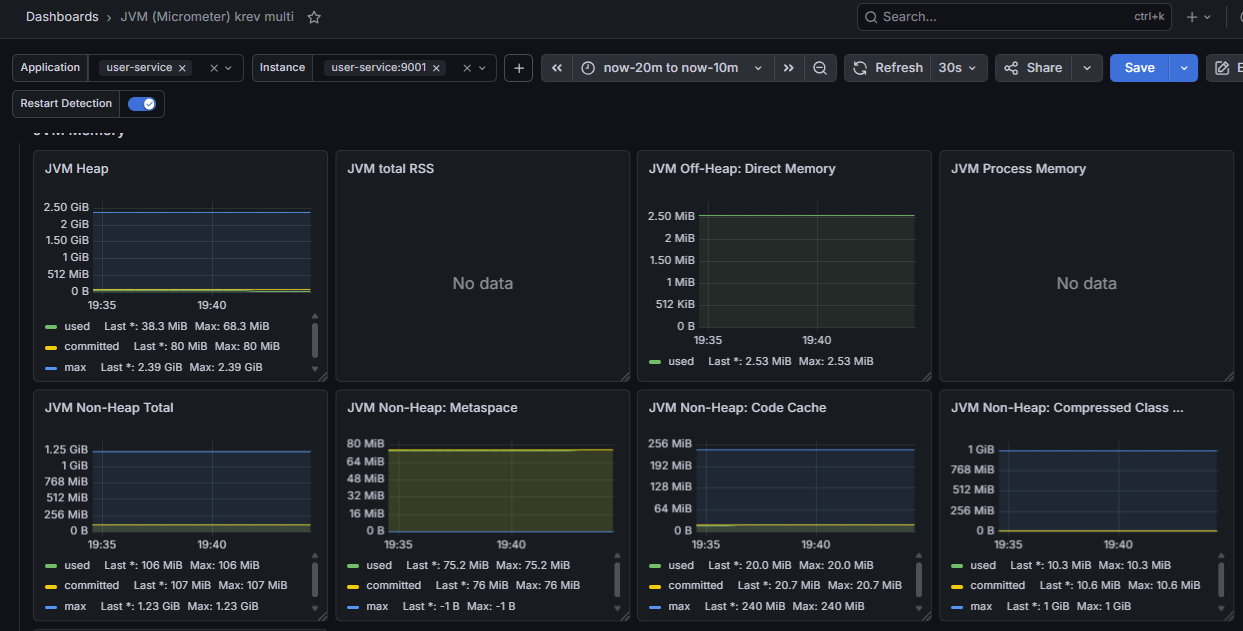 Dashboards › JVM (Micrometer) krev multi
Search... ctrl+k
Application user-service × Instance user-service:9001 × now-20m to now-10m Refresh 30s Share Save
Restart Detection
JVM Memory
JVM Heap
2.50 GiB
2 GiB
1.50 GiB
1 GiB
512 MiB
0 B
19:35 19:40
used Last *: 38.3 MiB Max: 68.3 MiB
committed Last *: 80 MiB Max: 80 MiB
max Last *: 2.39 GiB Max: 2.39 GiB
JVM total RSS
No data
JVM Off-Heap: Direct Memory
2.50 MiB
2 MiB
1.50 MiB
1 MiB
512 KiB
0 B
19:35 19:40
used Last *: 2.53 MiB Max: 2.53 MiB
JVM Process Memory
No data
JVM Non-Heap Total
1.25 GiB
1 GiB
768 MiB
512 MiB
256 MiB
0 B
19:35 19:40
used Last *: 106 MiB Max: 106 MiB
committed Last *: 107 MiB Max: 107 MiB
max Last *: 1.23 GiB Max: 1.23 GiB
JVM Non-Heap: Metaspace
80 MiB
64 MiB
48 MiB
32 MiB
16 MiB
0 B
19:35 19:40
used Last *: 75.2 MiB Max: 75.2 MiB
committed Last *: 76 MiB Max: 76 MiB
max Last *: -1 B Max: -1 B
JVM Non-Heap: Code Cache
256 MiB
192 MiB
128 MiB
64 MiB
0 B
19:35 19:40
used Last *: 20.0 MiB Max: 20.0 MiB
committed Last *: 20.7 MiB Max: 20.7 MiB
max Last *: 240 MiB Max: 240 MiB
JVM Non-Heap: Compressed Class ...
1 GiB
768 MiB
512 MiB
256 MiB
0 B
19:35 19:40
used Last *: 10.3 MiB Max: 10.3 MiB
committed Last *: 10.6 MiB Max: 10.6 MiB
max Last *: 1 GiB Max: 1 GiB